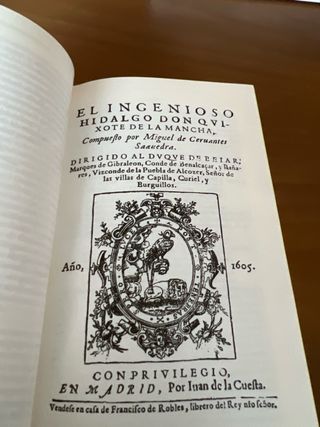 EL INGENIOSO
HIDALGO DON QVI-
XOTE DE LA MANCHA,
Compuesto por Miguel de Ceruantes
Saauedra.
DIRIGIDO AL DVQVE DE BEIAR,
Marques de Gibraleon, Conde de Benalcaçar, y Baña-
res, Vizconde de la Puebla de Alcozer, Señor de
las villas de Capilla, Curiel, y
Burguillos.
Año, 1605.
CON PRIVILEGIO,
EN MADRID, Por Iuan de la Cuesta.
Vendese en casa de Francisco de Robles, librero del Rey nřo señor.